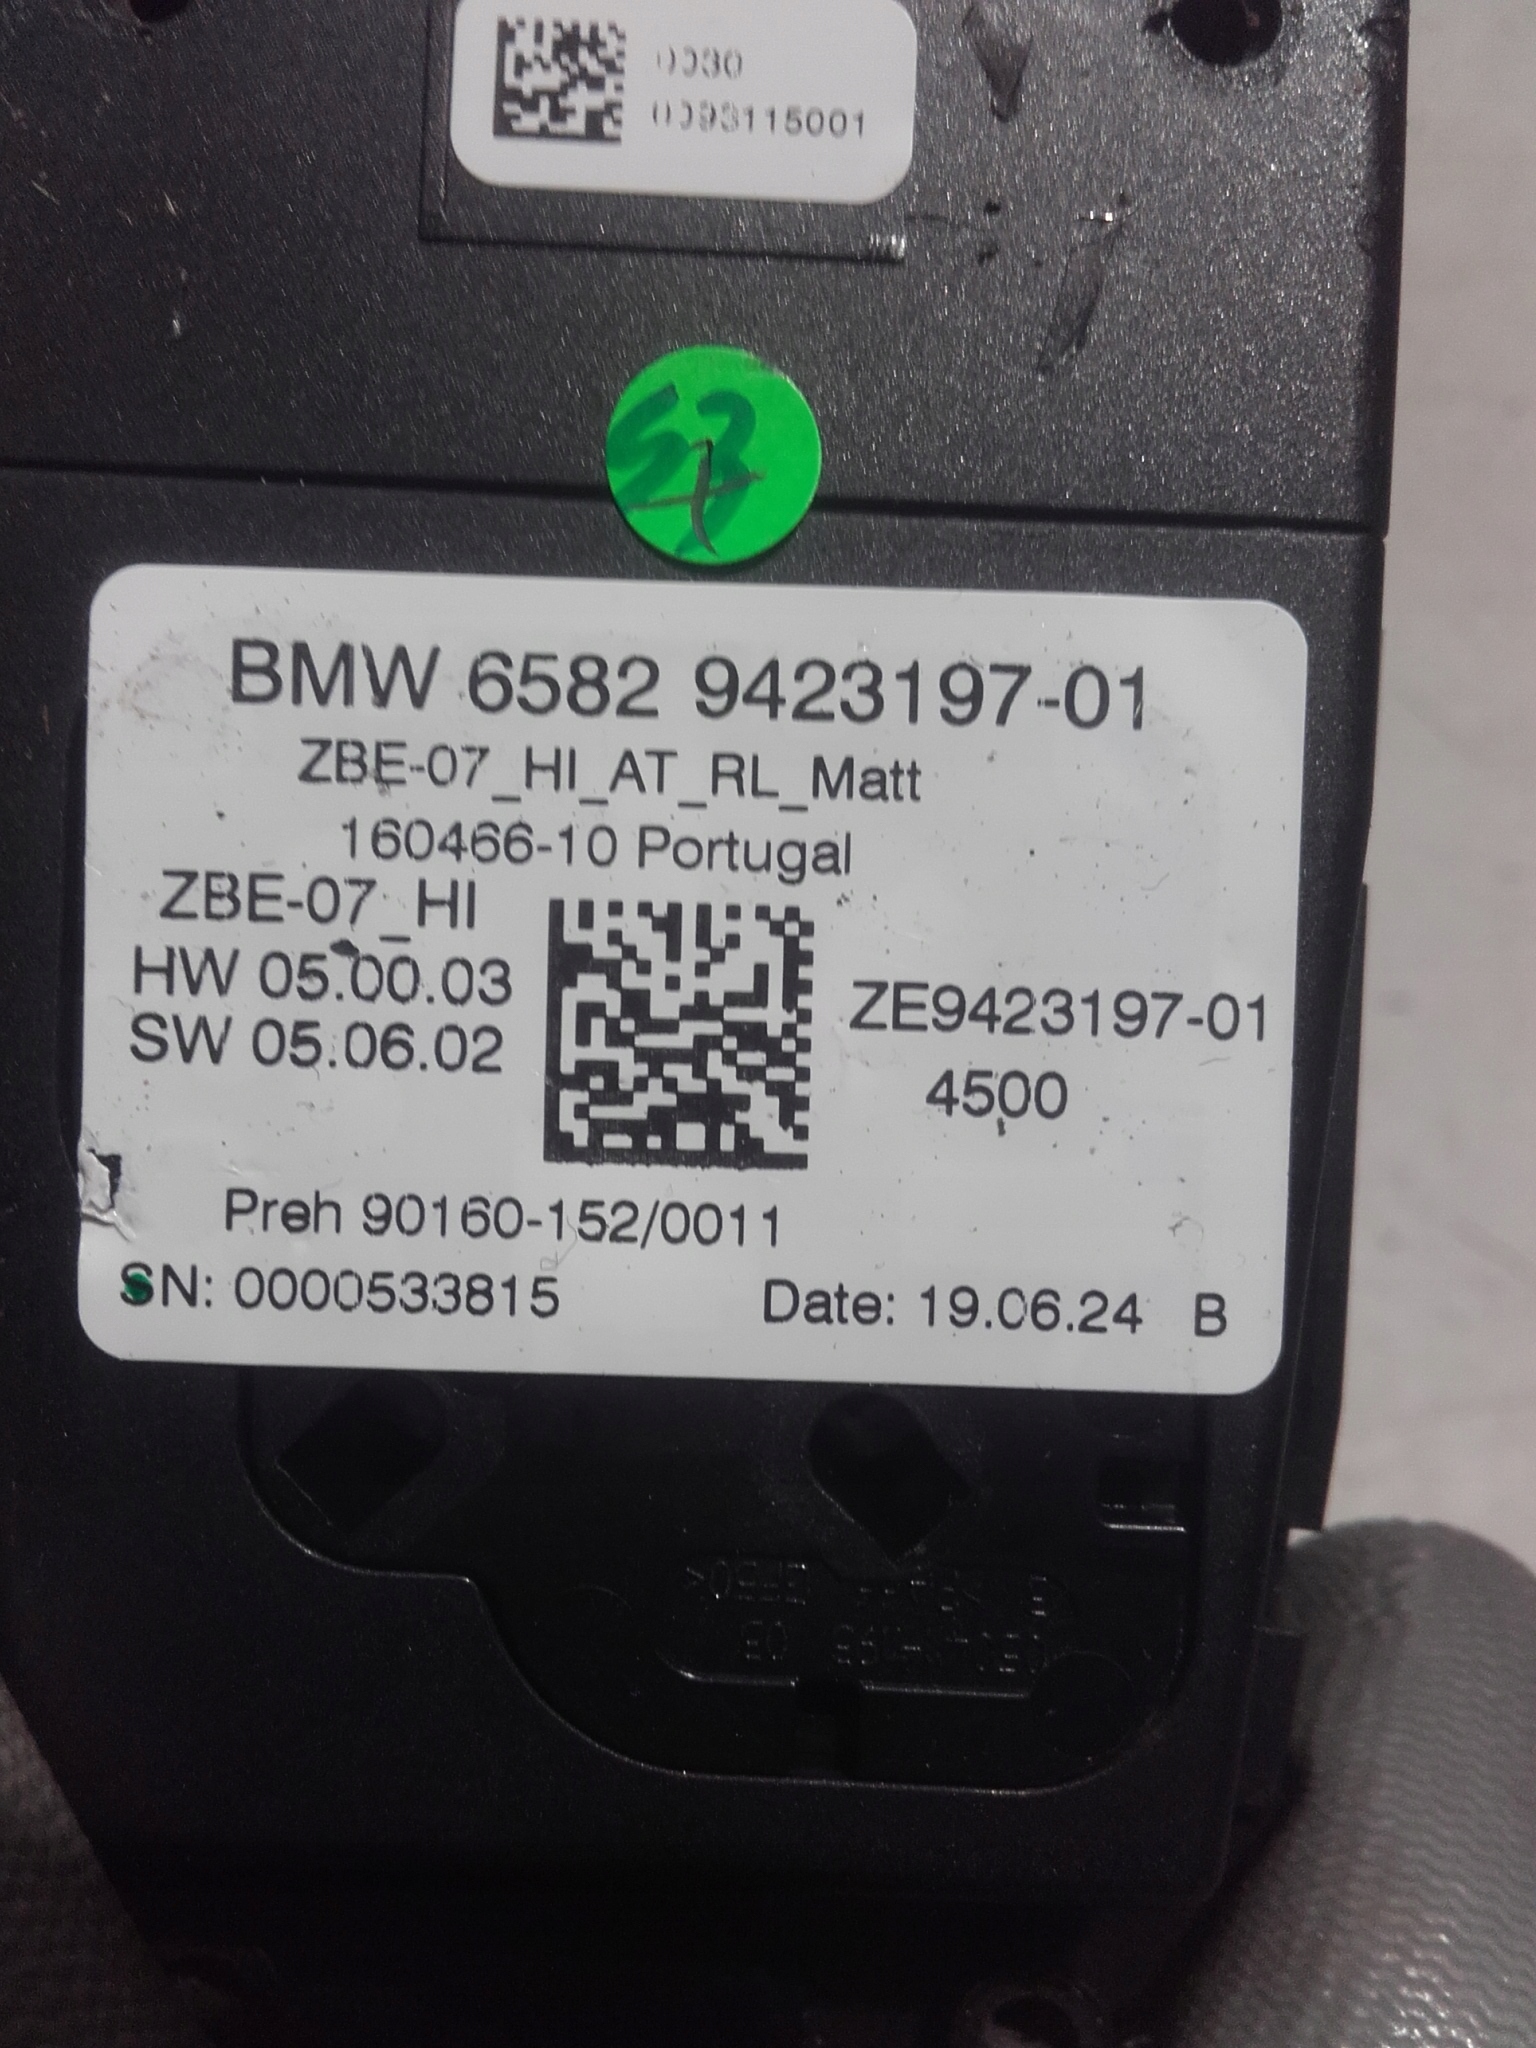 0030
0093115001
53
BMW 6582 9423197-01
ZBE-07_HI_AT_RL_Matt
160466-10 Portugal
ZBE-07_HI
HW 05.00.03
SW 05.06.02
ZE9423197-01
4500
Preh 90160-152/0011
SN: 0000533815
Date: 19.06.24 B